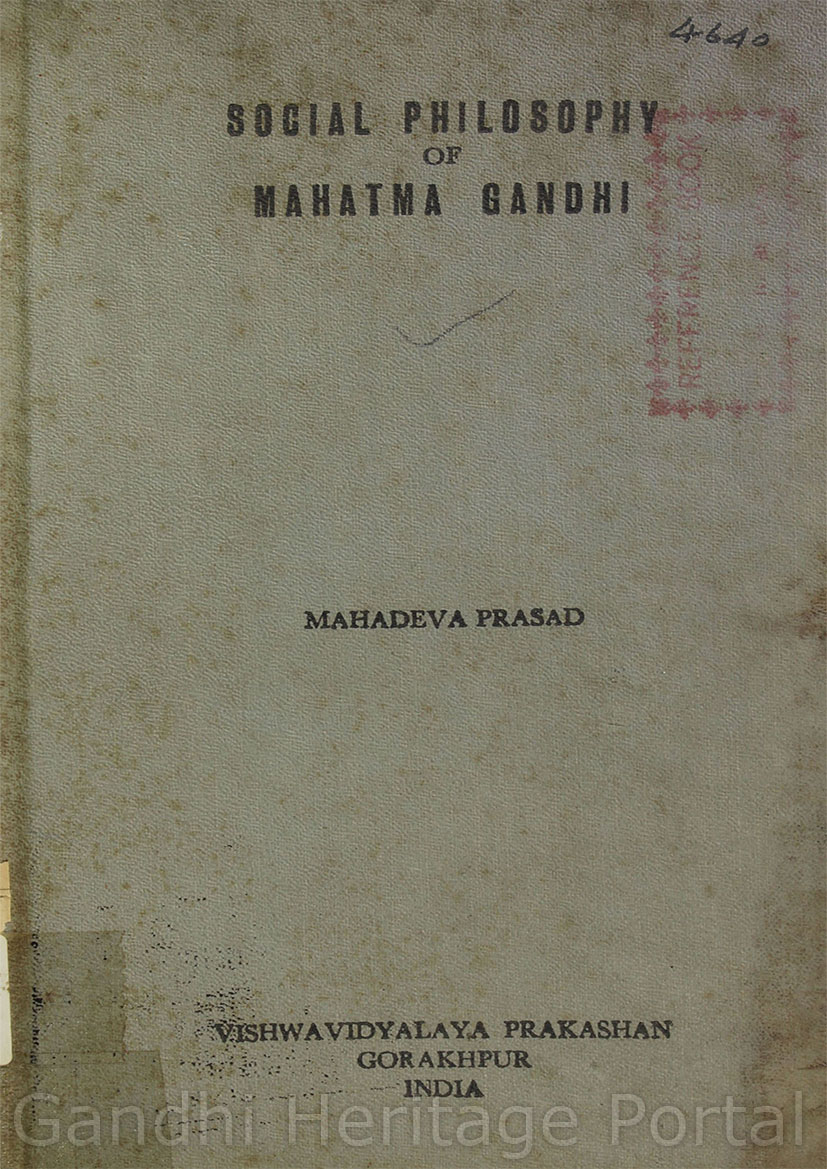 4640
SOCIAL PHILOSOPHY
OF
MAHATMA GANDHI
REFERENCE BOOK
MAHADEVA PRASAD
VISHWAVIDYALAYA PRAKASHAN
GORAKHPUR
INDIA
Gandhi Heritage Portal